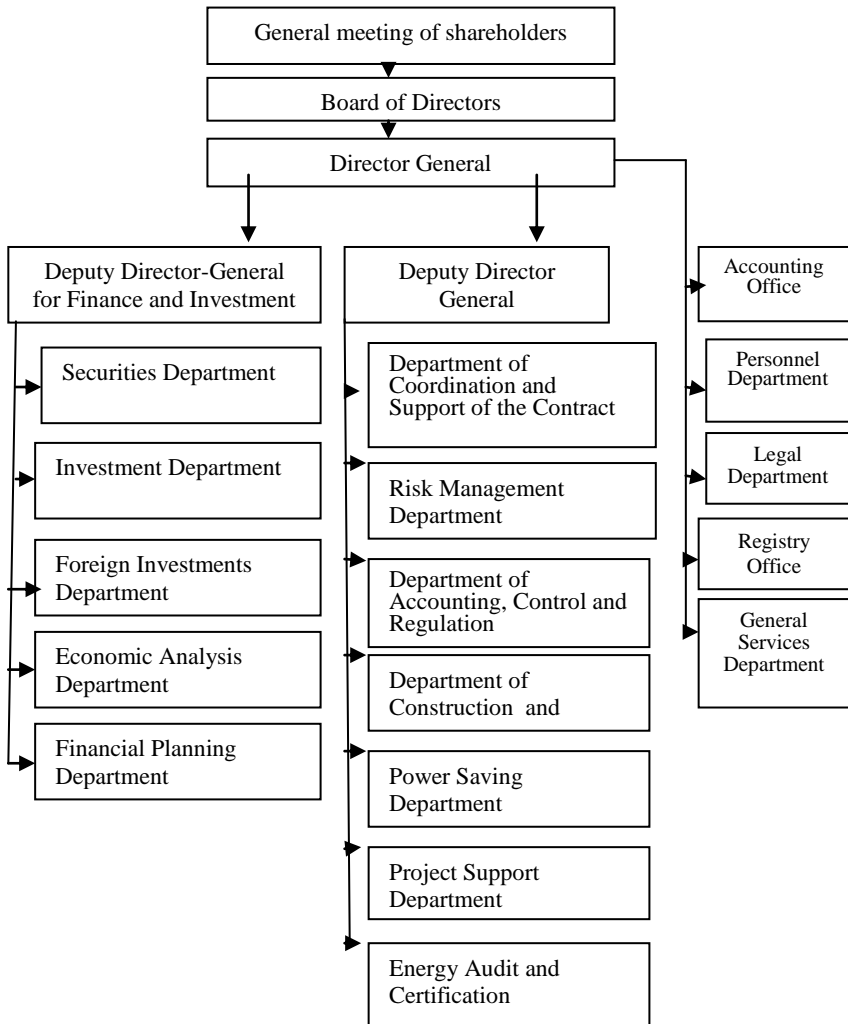 General meeting of shareholders
Board of Directors
Director General
Deputy Director-General
for Finance and Investment
Securities Department
Investment Department
Foreign Investments
Department
Economic Analysis
Department
Financial Planning
Department
Deputy Director
General
Department of
Coordination and
Support of the Contract
Risk Management
Department
Department of
Accounting, Control and
Regulation
Department of
Construction and
Power Saving
Department
Project Support
Department
Energy Audit and
Certification
Accounting
Office
Personnel
Department
Legal
Department
Registry
Office
General
Services
Department